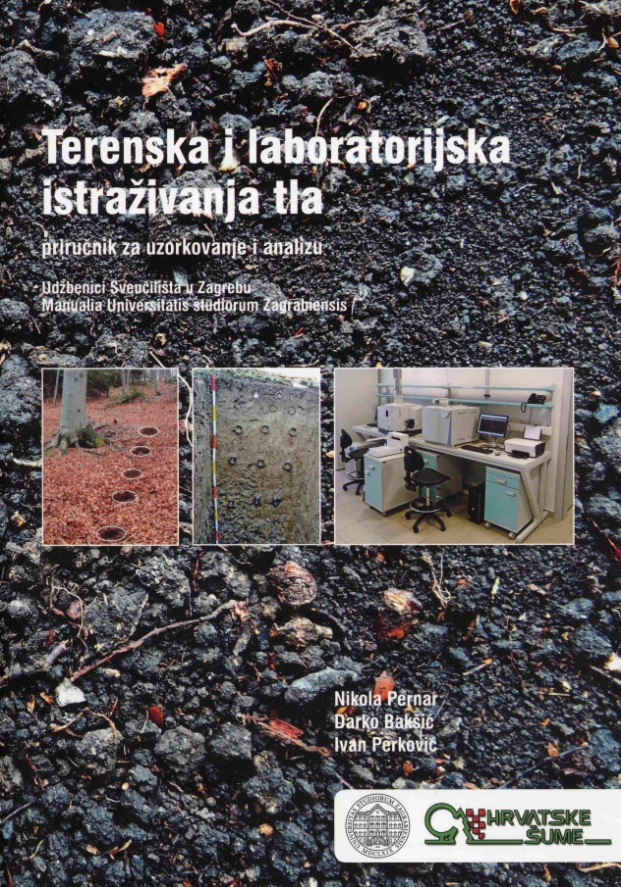 Terenska i laboratorijska
istraživanja tla
priručnik za uzorkovanje i analizu
Udžbenici Sveučilišta u Zagrebu
Manualia Universitatis studiorum Zagrabiensis
Nikola Pernar
Darko Bakšić
Ivan Perković
HRVATSKE
ŠUME